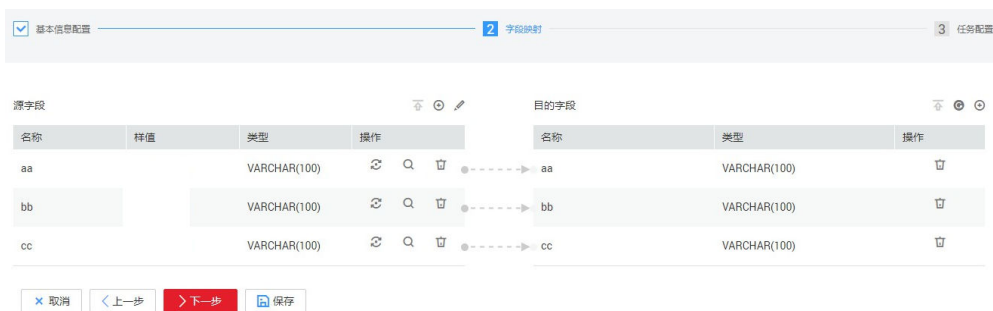 基本信息配置 2 字段映射 3 任务配置
源字段 目的字段
名称 样值 类型 操作 名称 类型 操作
aa VARCHAR(100) aa VARCHAR(100)
bb VARCHAR(100) bb VARCHAR(100)
cc VARCHAR(100) cc VARCHAR(100)
取消 上一步 下一步 保存